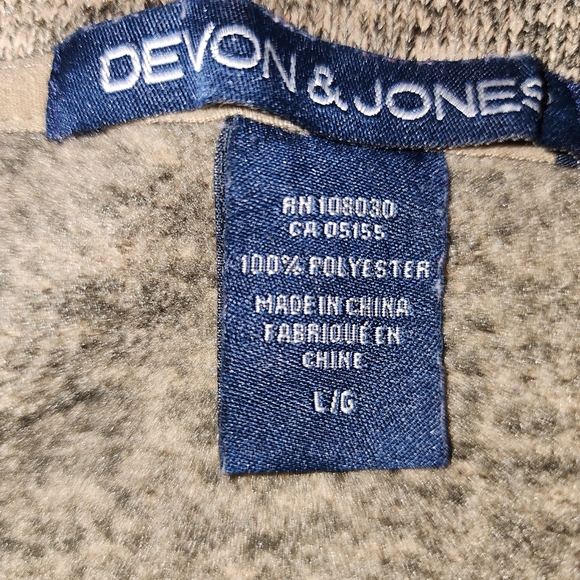 DEVON & JONES
RN 108030
CA 05155
100% POLYESTER
MADE IN CHINA
FABRIQUÉ EN
CHINE
L/G